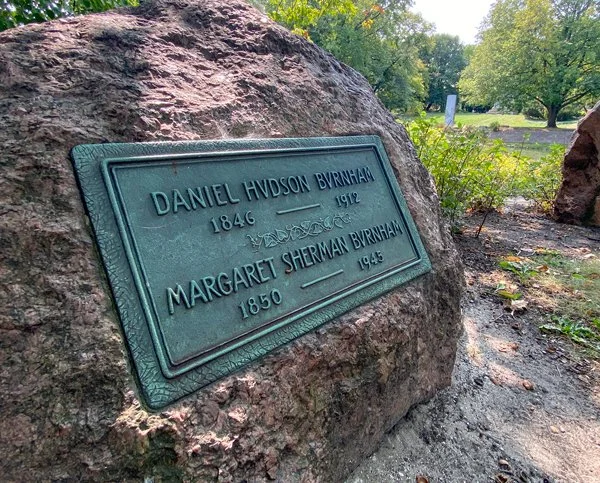 DANIEL HVDSON BVRNHAM
1846 — 1912
MARGARET SHERMAN BVRNHAM
1850 — 1945